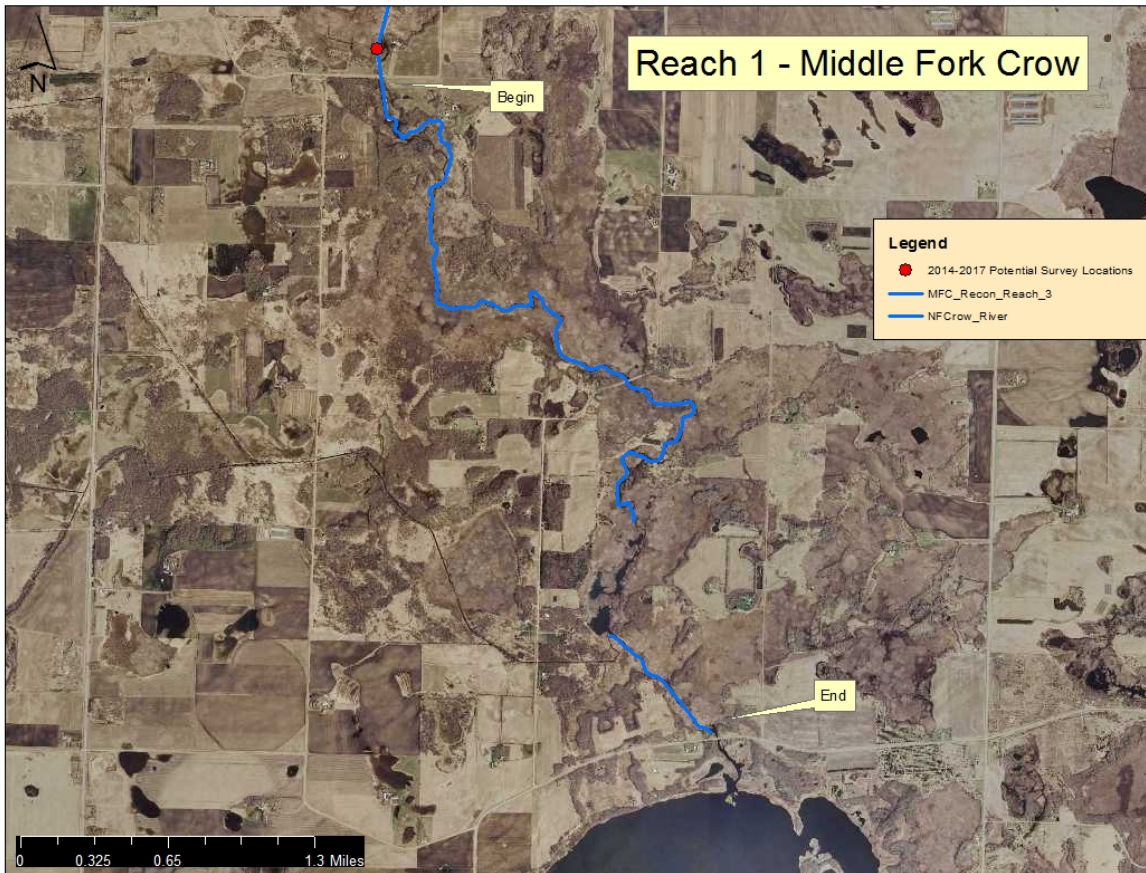 Reach 1 - Middle Fork Crow
N
Begin
Legend
2014-2017 Potential Survey Locations
MFC_Recon_Reach_3
NFCrow_River
End
0 0.325 0.65 1.3 Miles